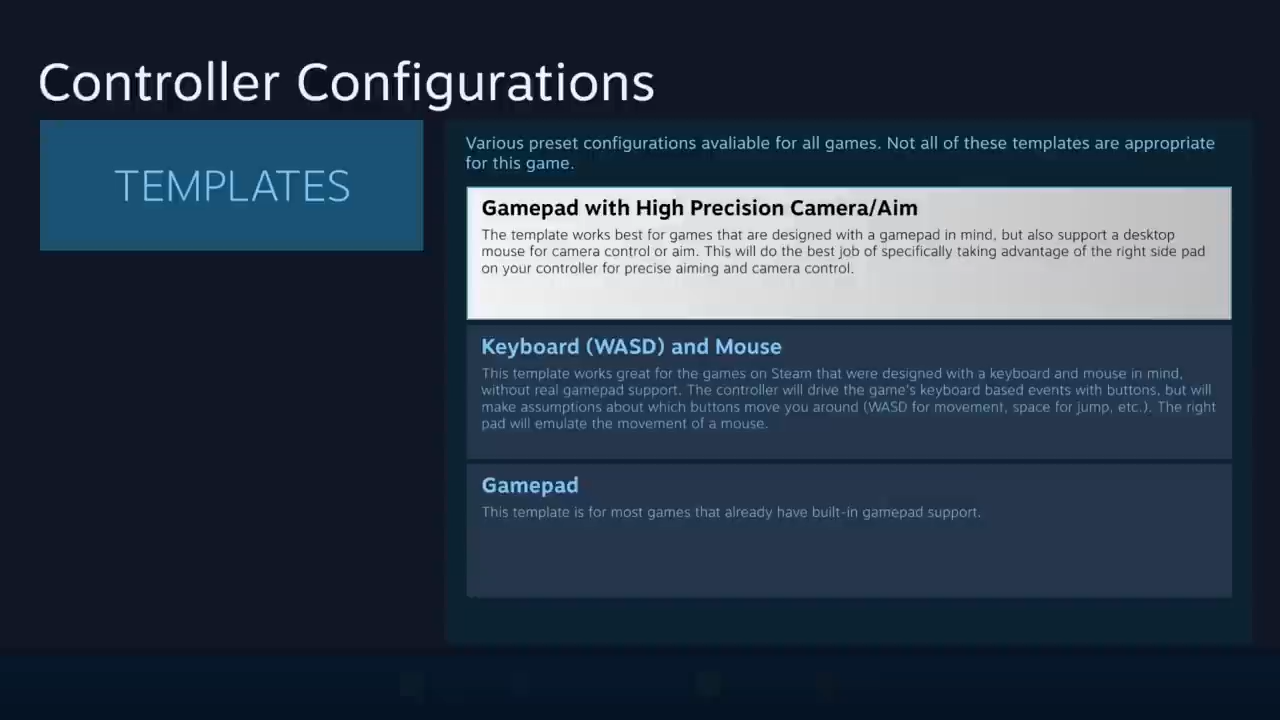 Controller Configurations
TEMPLATES
Various preset configurations avaliable for all games. Not all of these templates are appropriate
for this game.
Gamepad with High Precision Camera/Aim
The template works best for games that are designed with a gamepad in mind, but also support a desktop
mouse for camera control or aim. This will do the best job of specifically taking advantage of the right side pad
on your controller for precise aiming and camera control.
Keyboard (WASD) and Mouse
This template works great for the games on Steam that were designed with a keyboard and mouse in mind,
without real gamepad support. The controller will drive the game's keyboard based events with buttons, but will
make assumptions about which buttons move you around (WASD for movement, space for jump, etc.). The right
pad will emulate the movement of a mouse.
Gamepad
This template is for most games that already have built-in gamepad support.